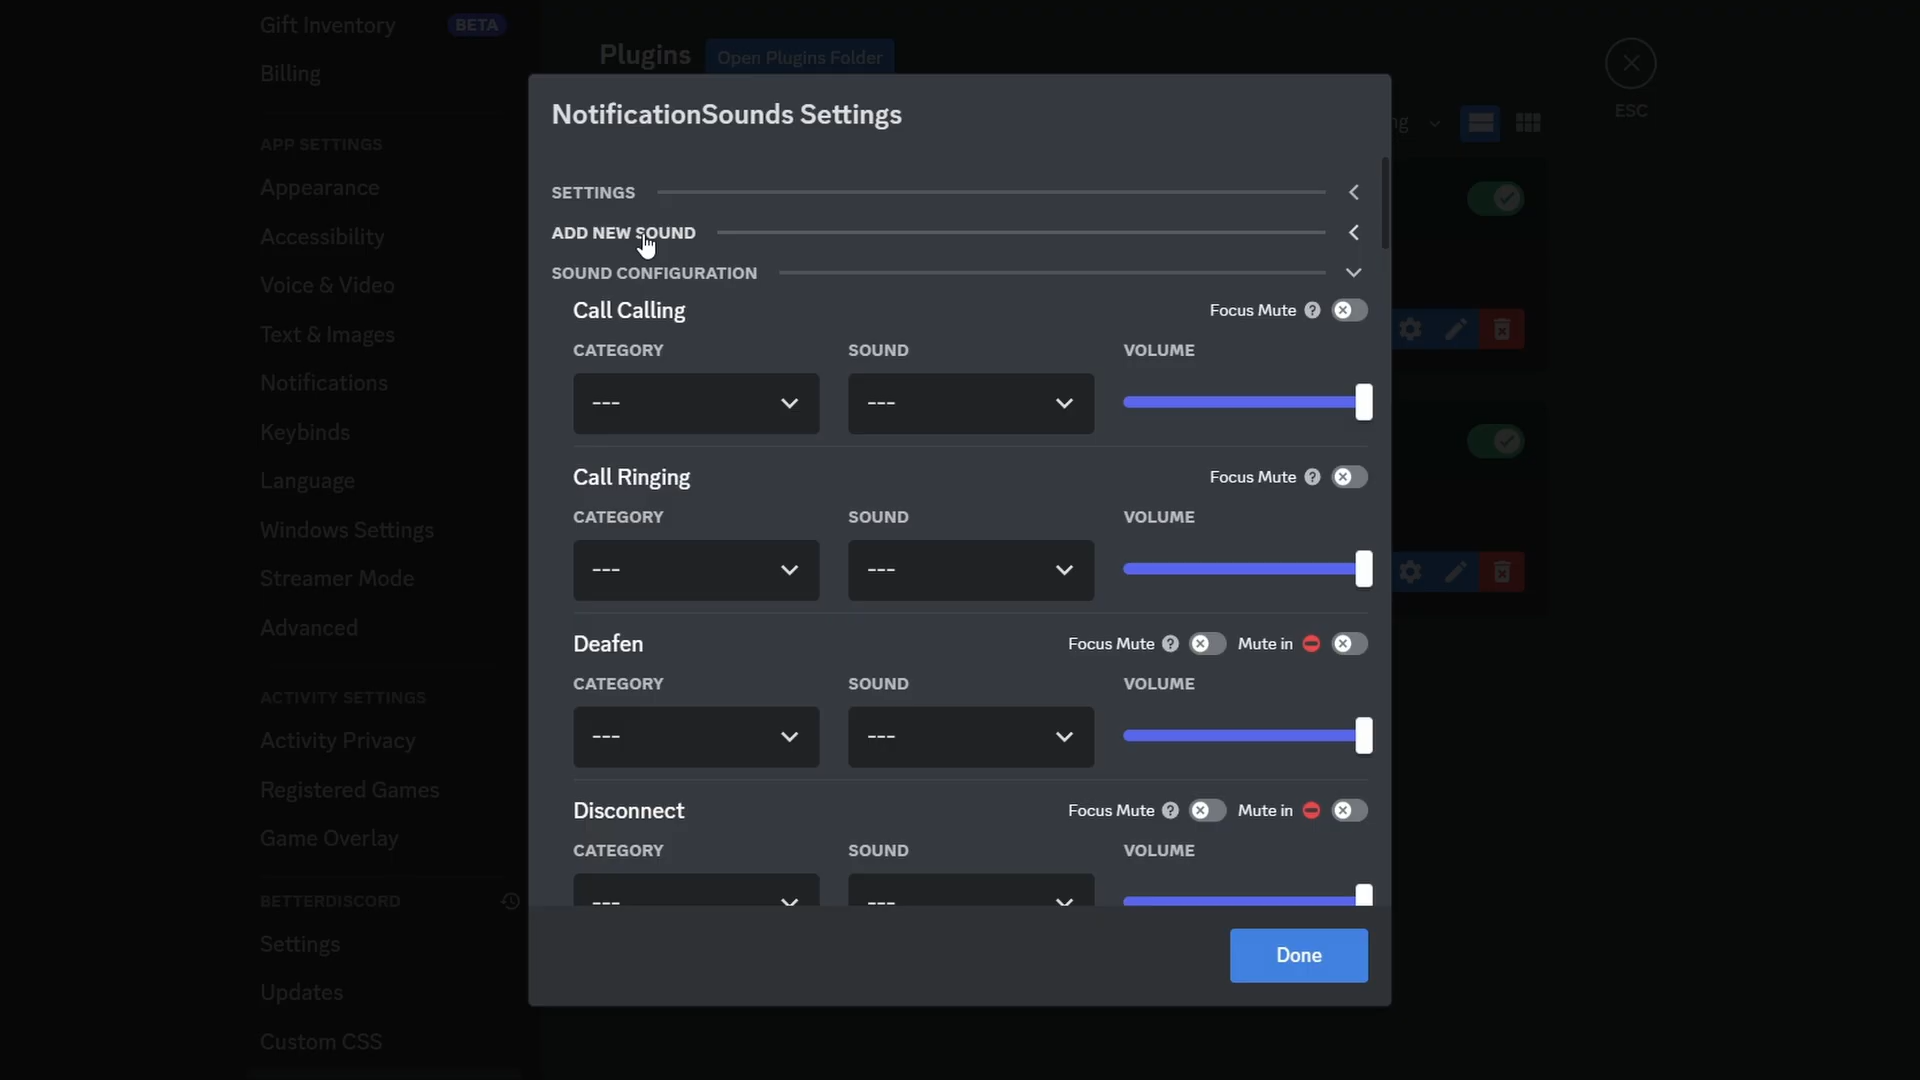 Gift Inventory BETA
Billing
APP SETTINGS
Appearance
Accessibility
Voice & Video
Text & Images
Notifications
Keybinds
Language
Windows Settings
Streamer Mode
Advanced
ACTIVITY SETTINGS
Activity Privacy
Registered Games
Game Overlay
BETTERDISCORD
Settings
Updates
Custom CSS
Plugins Open Plugins Folder
ESC
NotificationSounds Settings
SETTINGS
ADD NEW SOUND
SOUND CONFIGURATION
Call Calling Focus Mute ?
CATEGORY SOUND VOLUME
--- ---
Call Ringing Focus Mute ?
CATEGORY SOUND VOLUME
--- ---
Deafen Focus Mute ? Mute in
CATEGORY SOUND VOLUME
--- ---
Disconnect Focus Mute ? Mute in
CATEGORY SOUND VOLUME
--- ---
Done